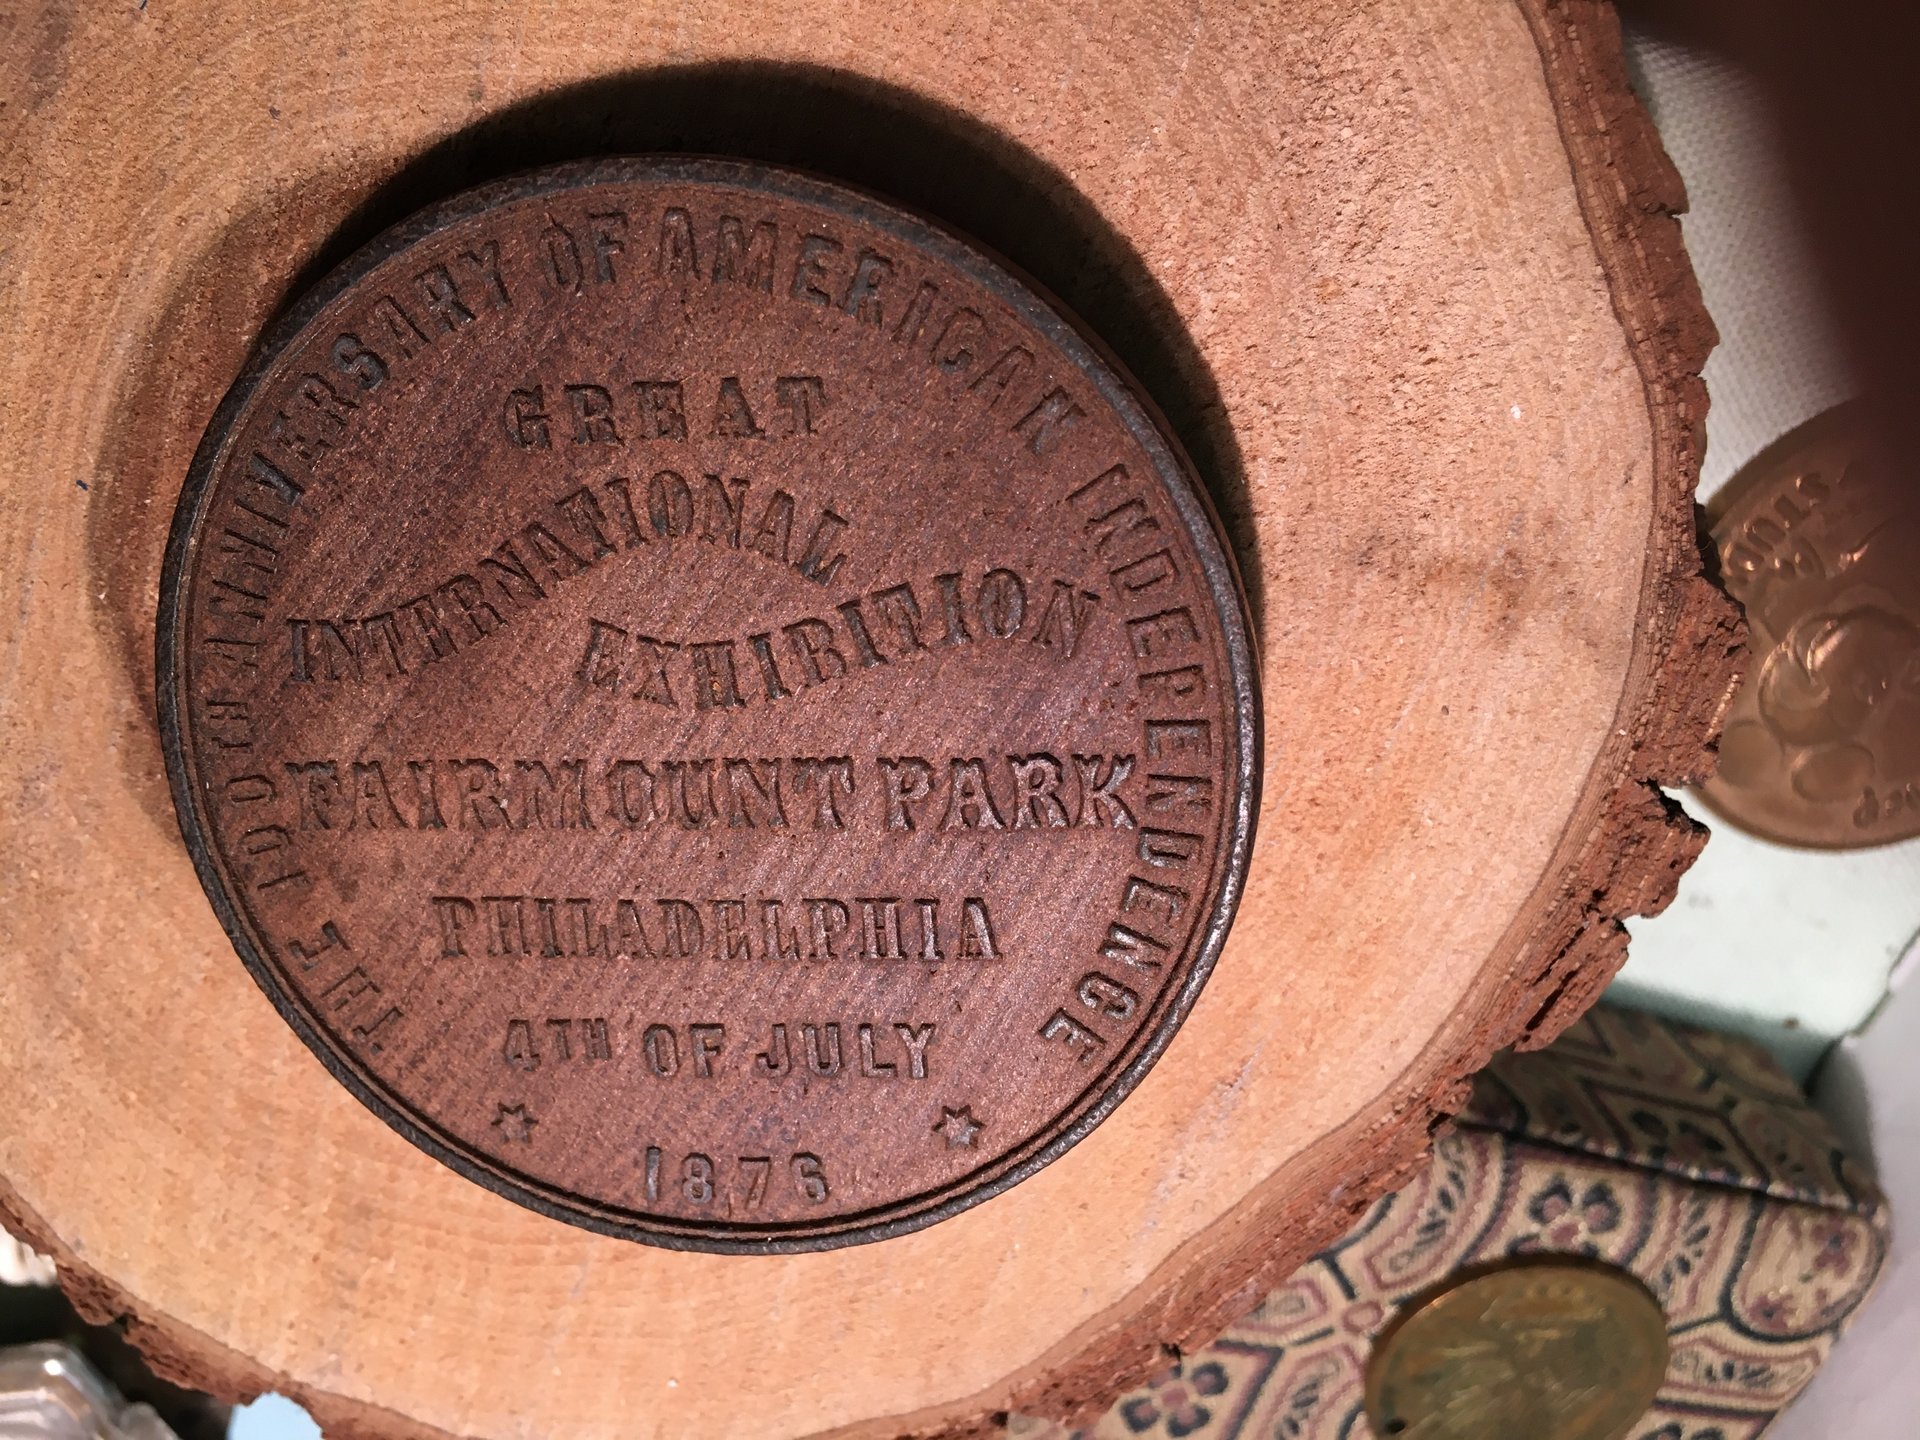 THE 100TH ANNIVERSARY OF AMERICAN INDEPENDENCE
GREAT
INTERNATIONAL
EXHIBITION
FAIRMOUNT PARK
PHILADELPHIA
4TH OF JULY
1876